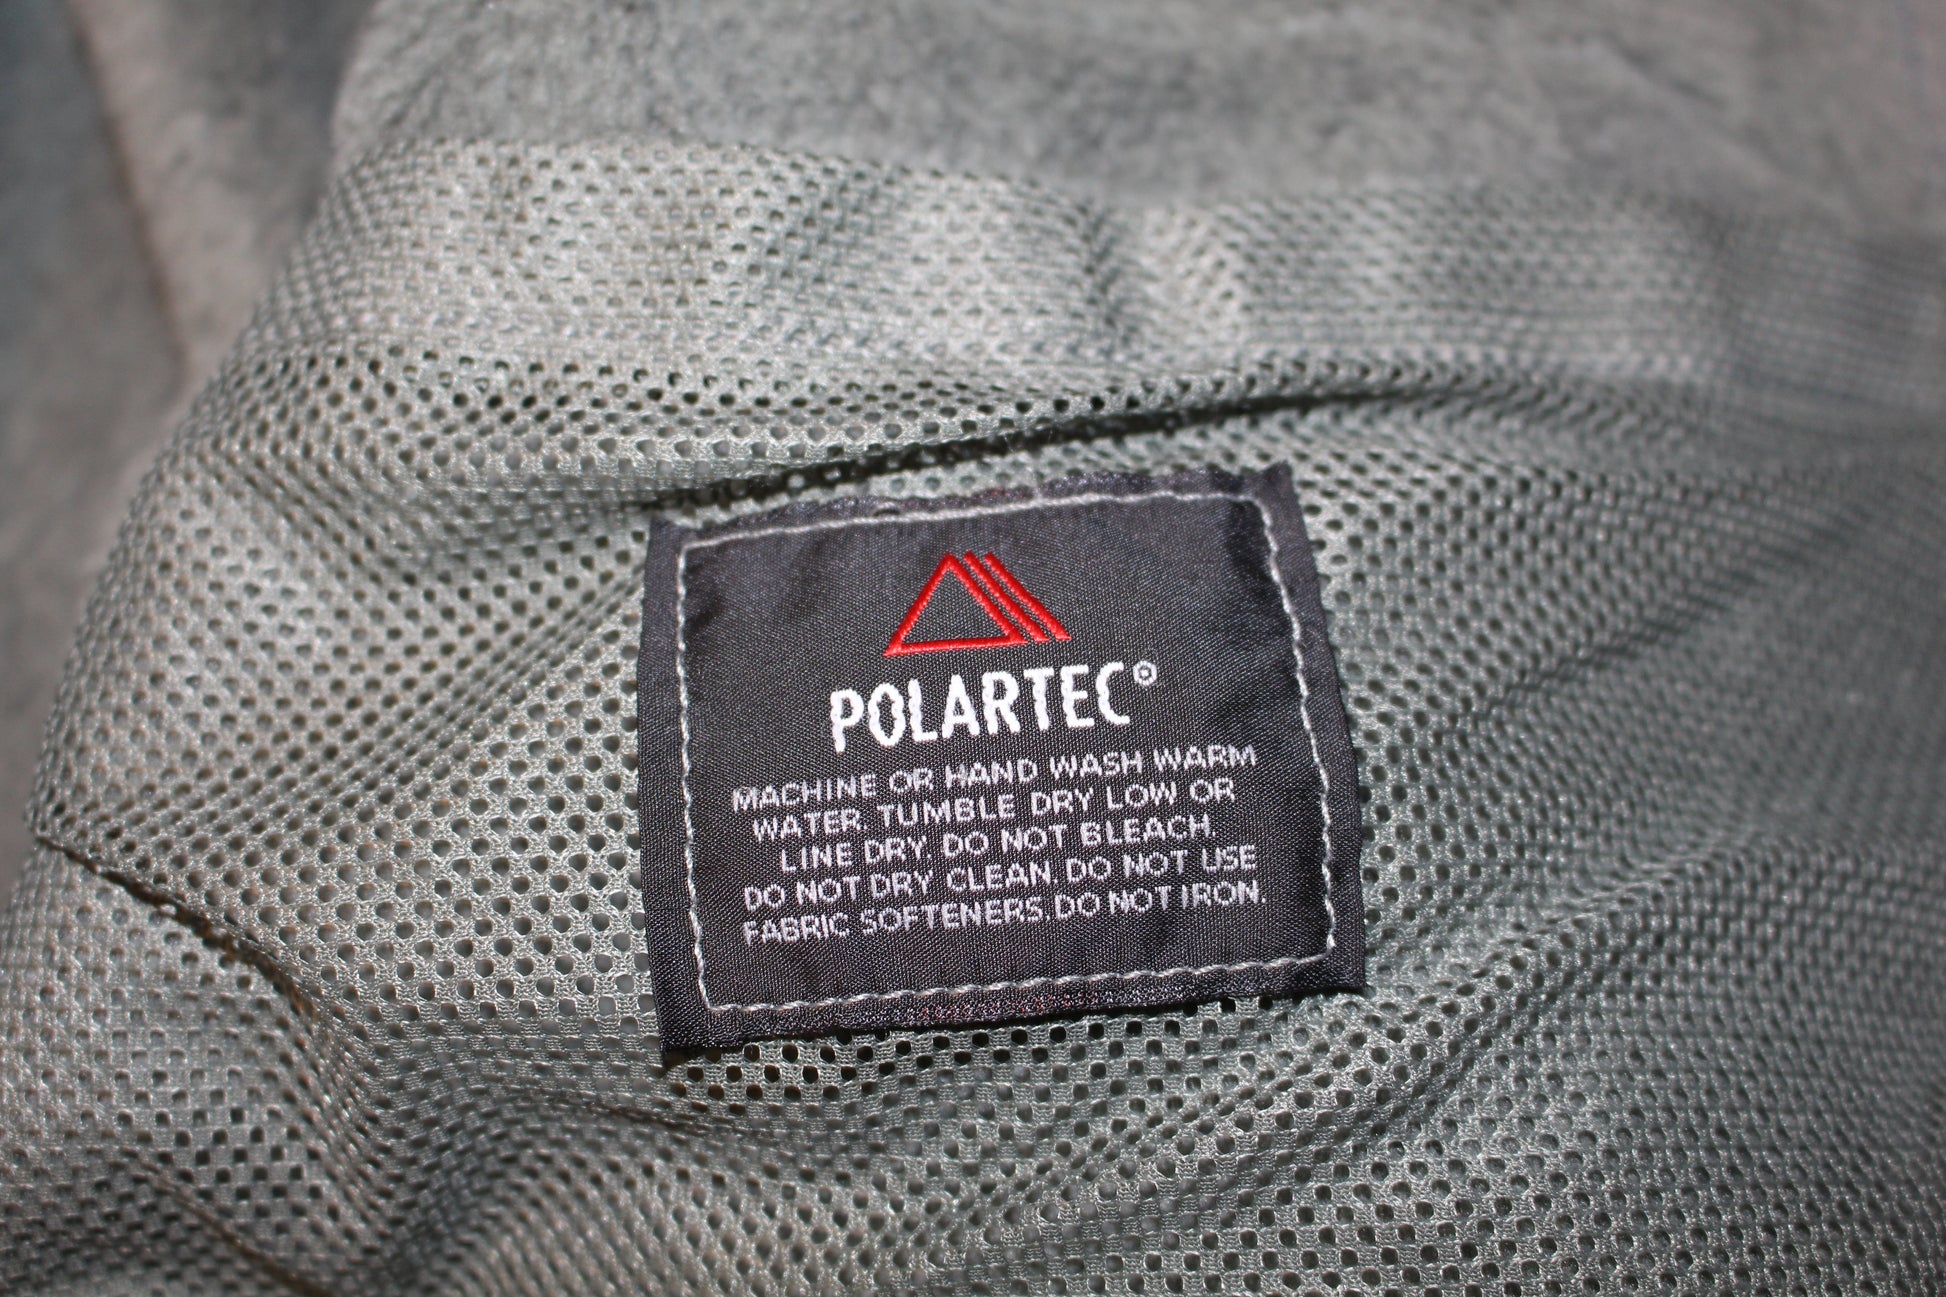 POLARTEC®
MACHINE OR HAND WASH WARM
WATER. TUMBLE DRY LOW OR
LINE DRY. DO NOT BLEACH.
DO NOT DRY CLEAN. DO NOT USE
FABRIC SOFTENERS. DO NOT IRON.